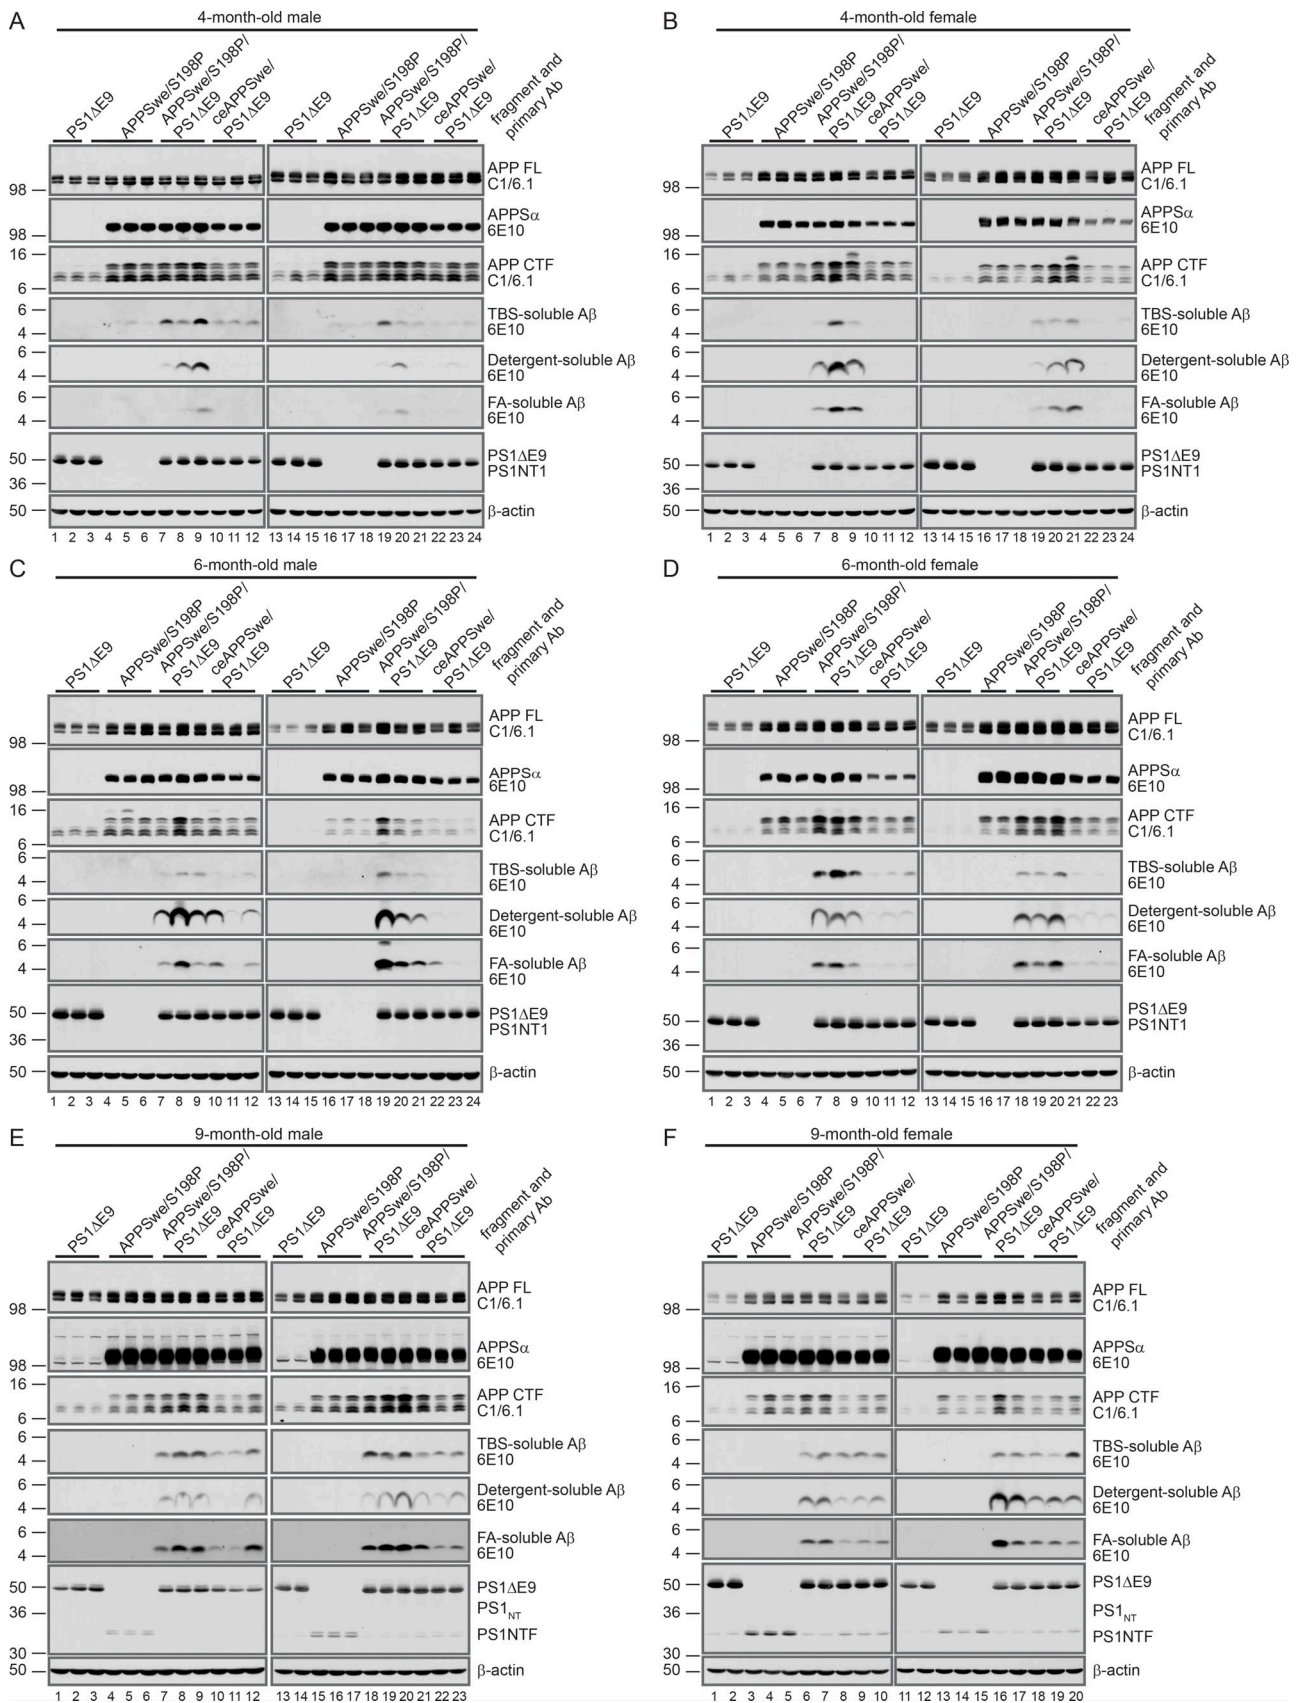 A
4-month-old male
PS1ΔE9
APPSwe/S198P
APPSwe/S198P/
PS1ΔE9
ceAPPSwe/
PS1ΔE9
PS1ΔE9
APPSwe/S198P
APPSwe/S198P/
PS1ΔE9
ceAPPSwe/
PS1ΔE9
fragment and
primary Ab
98
APP FL
C1/6.1
98
APPSα
6E10
16
6
APP CTF
C1/6.1
6
4
TBS-soluble Aβ
6E10
6
4
Detergent-soluble Aβ
6E10
6
4
FA-soluble Aβ
6E10
50
36
PS1ΔE9
PS1NT1
50
β-actin
1 2 3 4 5 6 7 8 9 10 11 12 13 14 15 16 17 18 19 20 21 22 23 24
B
4-month-old female
PS1ΔE9
APPSwe/S198P
APPSwe/S198P/
PS1ΔE9
ceAPPSwe/
PS1ΔE9
PS1ΔE9
APPSwe/S198P
APPSwe/S198P/
PS1ΔE9
ceAPPSwe/
PS1ΔE9
fragment and
primary Ab
98
APP FL
C1/6.1
98
APPSα
6E10
16
6
APP CTF
C1/6.1
6
4
TBS-soluble Aβ
6E10
6
4
Detergent-soluble Aβ
6E10
6
4
FA-soluble Aβ
6E10
50
36
PS1ΔE9
PS1NT1
50
β-actin
1 2 3 4 5 6 7 8 9 10 11 12 13 14 15 16 17 18 19 20 21 22 23 24
C
6-month-old male
PS1ΔE9
APPSwe/S198P
APPSwe/S198P/
PS1ΔE9
ceAPPSwe/
PS1ΔE9
PS1ΔE9
APPSwe/S198P
APPSwe/S198P/
PS1ΔE9
ceAPPSwe/
PS1ΔE9
fragment and
primary Ab
98
APP FL
C1/6.1
98
APPSα
6E10
16
6
APP CTF
C1/6.1
6
4
TBS-soluble Aβ
6E10
6
4
Detergent-soluble Aβ
6E10
6
4
FA-soluble Aβ
6E10
50
36
PS1ΔE9
PS1NT1
50
β-actin
1 2 3 4 5 6 7 8 9 10 11 12 13 14 15 16 17 18 19 20 21 22 23 24
D
6-month-old female
PS1ΔE9
APPSwe/S198P
APPSwe/S198P/
PS1ΔE9
ceAPPSwe/
PS1ΔE9
PS1ΔE9
APPSwe/S198P
APPSwe/S198P/
PS1ΔE9
ceAPPSwe/
PS1ΔE9
fragment and
primary Ab
98
APP FL
C1/6.1
98
APPSα
6E10
16
6
APP CTF
C1/6.1
6
4
TBS-soluble Aβ
6E10
6
4
Detergent-soluble Aβ
6E10
6
4
FA-soluble Aβ
6E10
50
36
PS1ΔE9
PS1NT1
50
β-actin
1 2 3 4 5 6 7 8 9 10 11 12 13 14 15 16 17 18 19 20 21 22 23
E
9-month-old male
PS1ΔE9
APPSwe/S198P
APPSwe/S198P/
PS1ΔE9
ceAPPSwe/
PS1ΔE9
PS1ΔE9
APPSwe/S198P
APPSwe/S198P/
PS1ΔE9
ceAPPSwe/
PS1ΔE9
fragment and
primary Ab
98
APP FL
C1/6.1
98
APPSα
6E10
16
6
APP CTF
C1/6.1
6
4
TBS-soluble Aβ
6E10
6
4
Detergent-soluble Aβ
6E10
6
4
FA-soluble Aβ
6E10
50
36
30
PS1ΔE9
PS1NT
PS1NTF
50
β-actin
1 2 3 4 5 6 7 8 9 10 11 12 13 14 15 16 17 18 19 20 21 22 23
F
9-month-old female
PS1ΔE9
APPSwe/S198P
APPSwe/S198P/
PS1ΔE9
ceAPPSwe/
PS1ΔE9
PS1ΔE9
APPSwe/S198P
APPSwe/S198P/
PS1ΔE9
ceAPPSwe/
PS1ΔE9
fragment and
primary Ab
98
APP FL
C1/6.1
98
APPSα
6E10
16
6
APP CTF
C1/6.1
6
4
TBS-soluble Aβ
6E10
6
4
Detergent-soluble Aβ
6E10
6
4
FA-soluble Aβ
6E10
50
36
30
PS1ΔE9
PS1NT
PS1NTF
50
β-actin
1 2 3 4 5 6 7 8 9 10 11 12 13 14 15 16 17 18 19 20